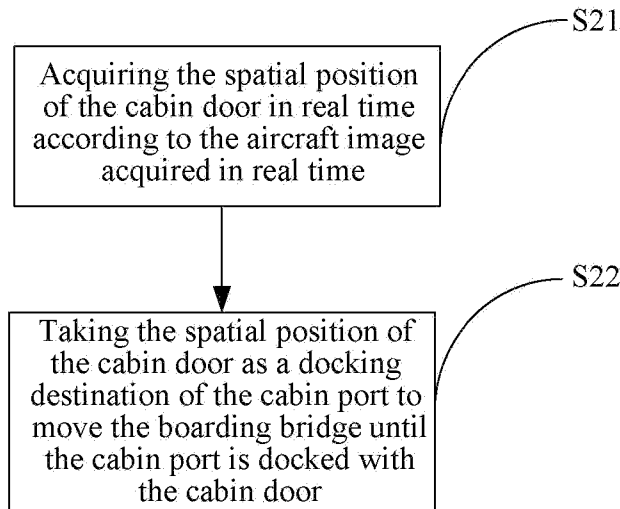 S21
Acquiring the spatial position
of the cabin door in real time
according to the aircraft image
acquired in real time
S22
Taking the spatial position of
the cabin door as a docking
destination of the cabin port to
move the boarding bridge until
the cabin port is docked with
the cabin door